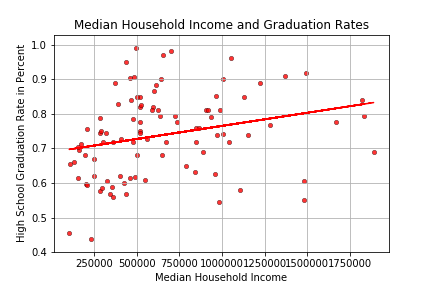 Median Household Income and Graduation Rates
High School Graduation Rate in Percent
1.0
0.9
0.8
0.7
0.6
0.5
0.4
250000 500000 750000 1000000 1250000 1500000 1750000
Median Household Income